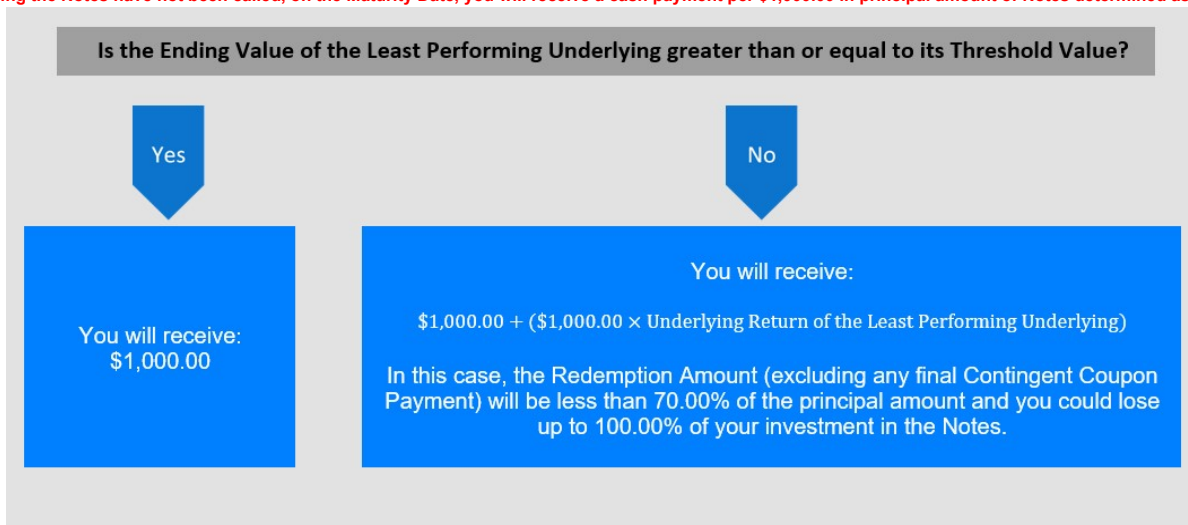 Is the Ending Value of the Least Performing Underlying greater than or equal to its Threshold Value?
Yes
No
You will receive:
$1,000.00
You will receive:
$1,000.00 + ($1,000.00 × Underlying Return of the Least Performing Underlying)
In this case, the Redemption Amount (excluding any final Contingent Coupon
Payment) will be less than 70.00% of the principal amount and you could lose
up to 100.00% of your investment in the Notes.